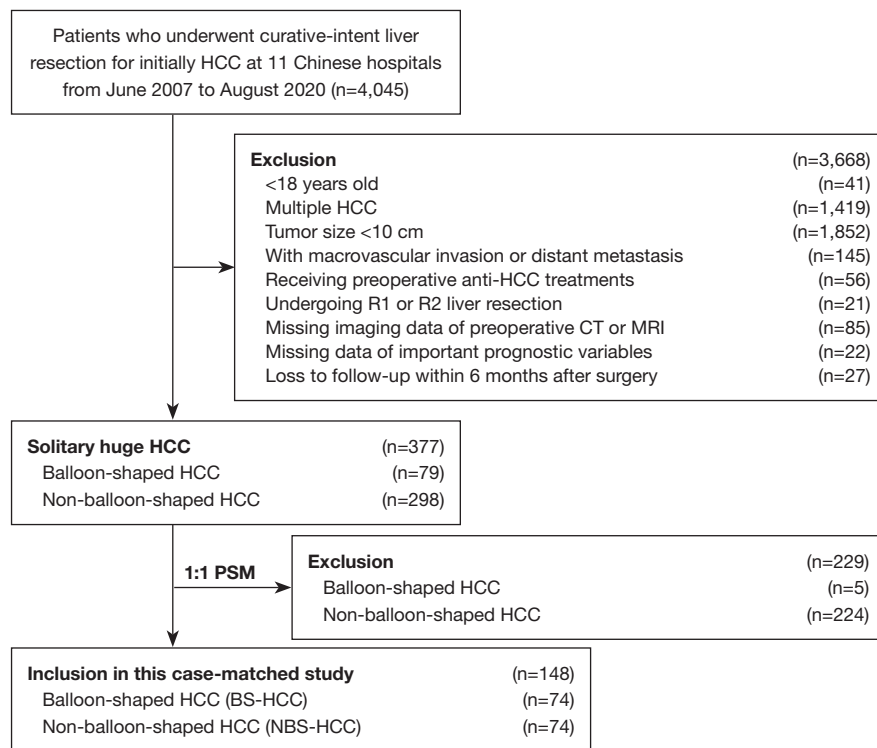 Patients who underwent curative-intent liver
resection for initially HCC at 11 Chinese hospitals
from June 2007 to August 2020 (n=4,045)
Exclusion (n=3,668)
<18 years old (n=41)
Multiple HCC (n=1,419)
Tumor size <10 cm (n=1,852)
With macrovascular invasion or distant metastasis (n=145)
Receiving preoperative anti-HCC treatments (n=56)
Undergoing R1 or R2 liver resection (n=21)
Missing imaging data of preoperative CT or MRI (n=85)
Missing data of important prognostic variables (n=22)
Loss to follow-up within 6 months after surgery (n=27)
Solitary huge HCC (n=377)
Balloon-shaped HCC (n=79)
Non-balloon-shaped HCC (n=298)
1:1 PSM
Exclusion (n=229)
Balloon-shaped HCC (n=5)
Non-balloon-shaped HCC (n=224)
Inclusion in this case-matched study (n=148)
Balloon-shaped HCC (BS-HCC) (n=74)
Non-balloon-shaped HCC (NBS-HCC) (n=74)